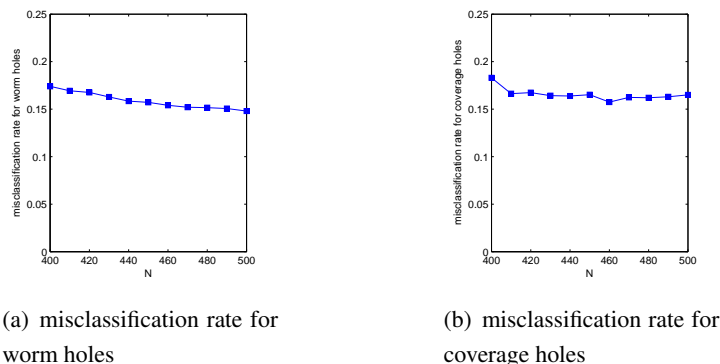 0.25
0.2
0.15
0.1
0.05
0
misclassification rate for worm holes
400 420 440 460 480 500
N
(a) misclassification rate for
worm holes
0.25
0.2
0.15
0.1
0.05
0
misclassification rate for coverage holes
400 420 440 460 480 500
N
(b) misclassification rate for
coverage holes